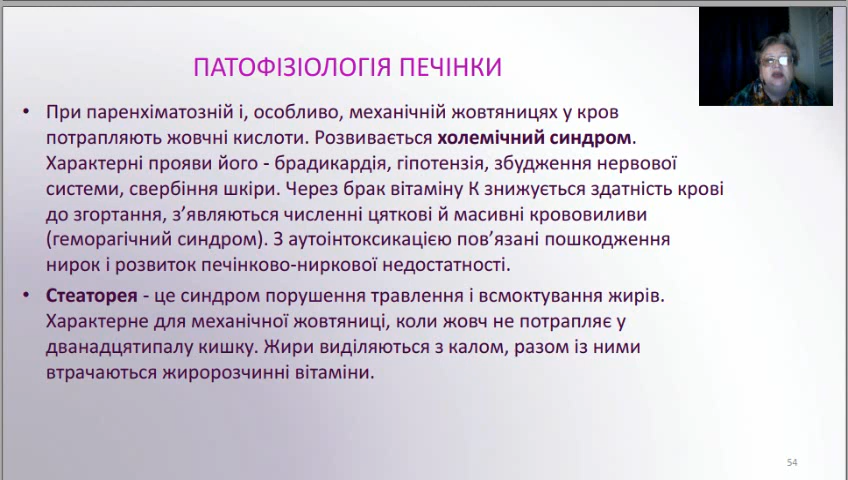 ПАТОФІЗІОЛОГІЯ ПЕЧІНКИ
• При паренхіматозній і, особливо, механічній жовтяницях у кров
потрапляють жовчні кислоти. Розвивається холемічний синдром.
Характерні прояви його - брадикардія, гіпотензія, збудження нервової
системи, свербіння шкіри. Через брак вітаміну К знижується здатність крові
до згортання, з’являються численні цяткові й масивні крововиливи
(геморагічний синдром). З аутоінтоксикацією пов’язані пошкодження
нирок і розвиток печінково-ниркової недостатності.
• Стеаторея - це синдром порушення травлення і всмоктування жирів.
Характерне для механічної жовтяниці, коли жовч не потрапляє у
дванадцятипалу кишку. Жири виділяються з калом, разом із ними
втрачаються жиророзчинні вітаміни.
54